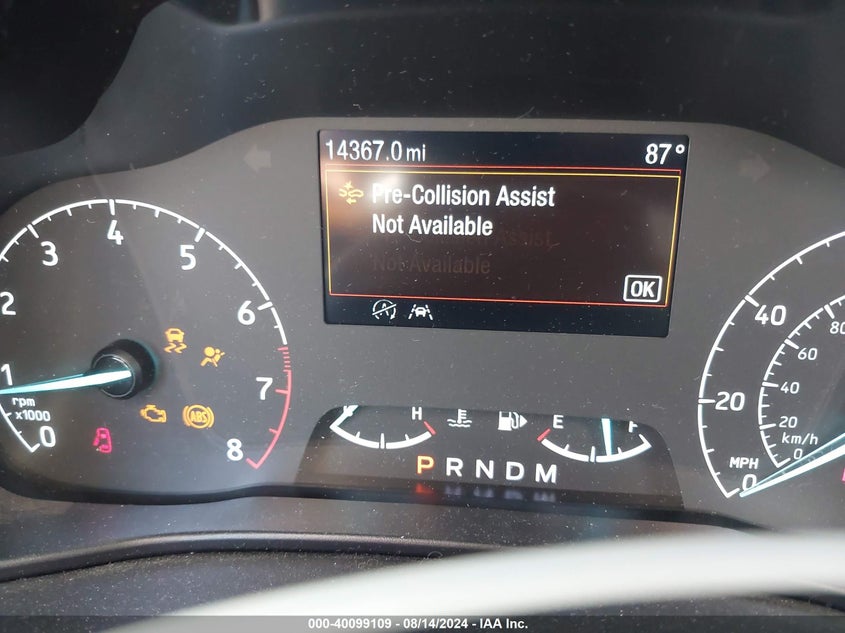 14367.0 mi 87°
Pre-Collision Assist
Not Available
OK
1 2 3 4 5 6 7 8
0
rpm
x1000
ABS
H E F
P R N D M
0 20 40
MPH
0 20 40 60 80
km/h
000-40099109 - 08/14/2024 - IAA Inc.